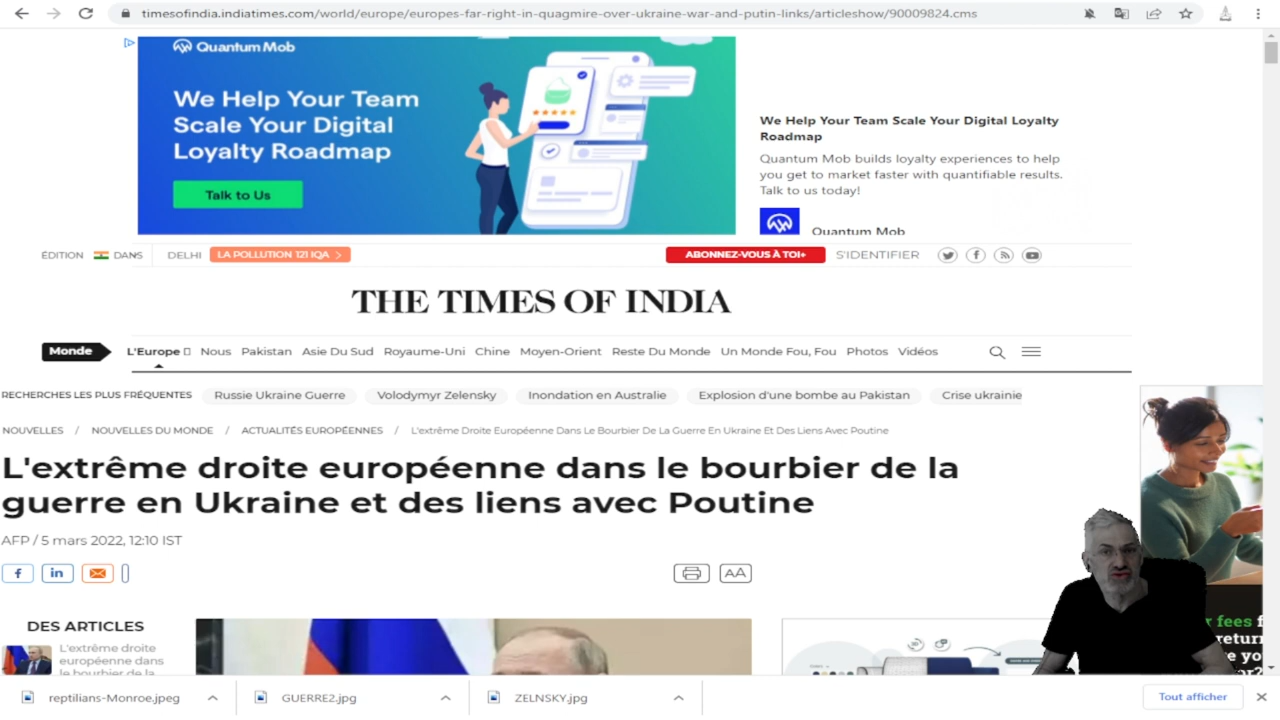 timesofindia.indiatimes.com/world/europe/europes-far-right-in-quagmire-over-ukraine-war-and-putin-links/articleshow/90009824.cms
Quantum Mob
We Help Your Team
Scale Your Digital
Loyalty Roadmap
Talk to Us
We Help Your Team Scale Your Digital Loyalty
Roadmap
Quantum Mob builds loyalty experiences to help
you get to market faster with quantifiable results.
Talk to us today!
Quantum Mob
ÉDITION DANS DELHI LA POLLUTION 121 IQA > ABONNEZ-VOUS À TOI+ S'IDENTIFIER
THE TIMES OF INDIA
Monde L'Europe Nous Pakistan Asie Du Sud Royaume-Uni Chine Moyen-Orient Reste Du Monde Un Monde Fou, Fou Photos Vidéos
RECHERCHES LES PLUS FRÉQUENTES Russie Ukraine Guerre Volodymyr Zelensky Inondation en Australie Explosion d'une bombe au Pakistan Crise ukrainie
NOUVELLES / NOUVELLES DU MONDE / ACTUALITÉS EUROPÉENNES / L'extrême Droite Européenne Dans Le Bourbier De La Guerre En Ukraine Et Des Liens Avec Poutine
L'extrême droite européenne dans le bourbier de la
guerre en Ukraine et des liens avec Poutine
AFP / 5 mars 2022, 12:10 IST
AA
DES ARTICLES
L'extrême droite
européenne dans
le bourbier de la
fees f
return
e yo
or?
reptilians-Monroe.jpeg GUERRE2.jpg ZELNSKY.jpg Tout afficher